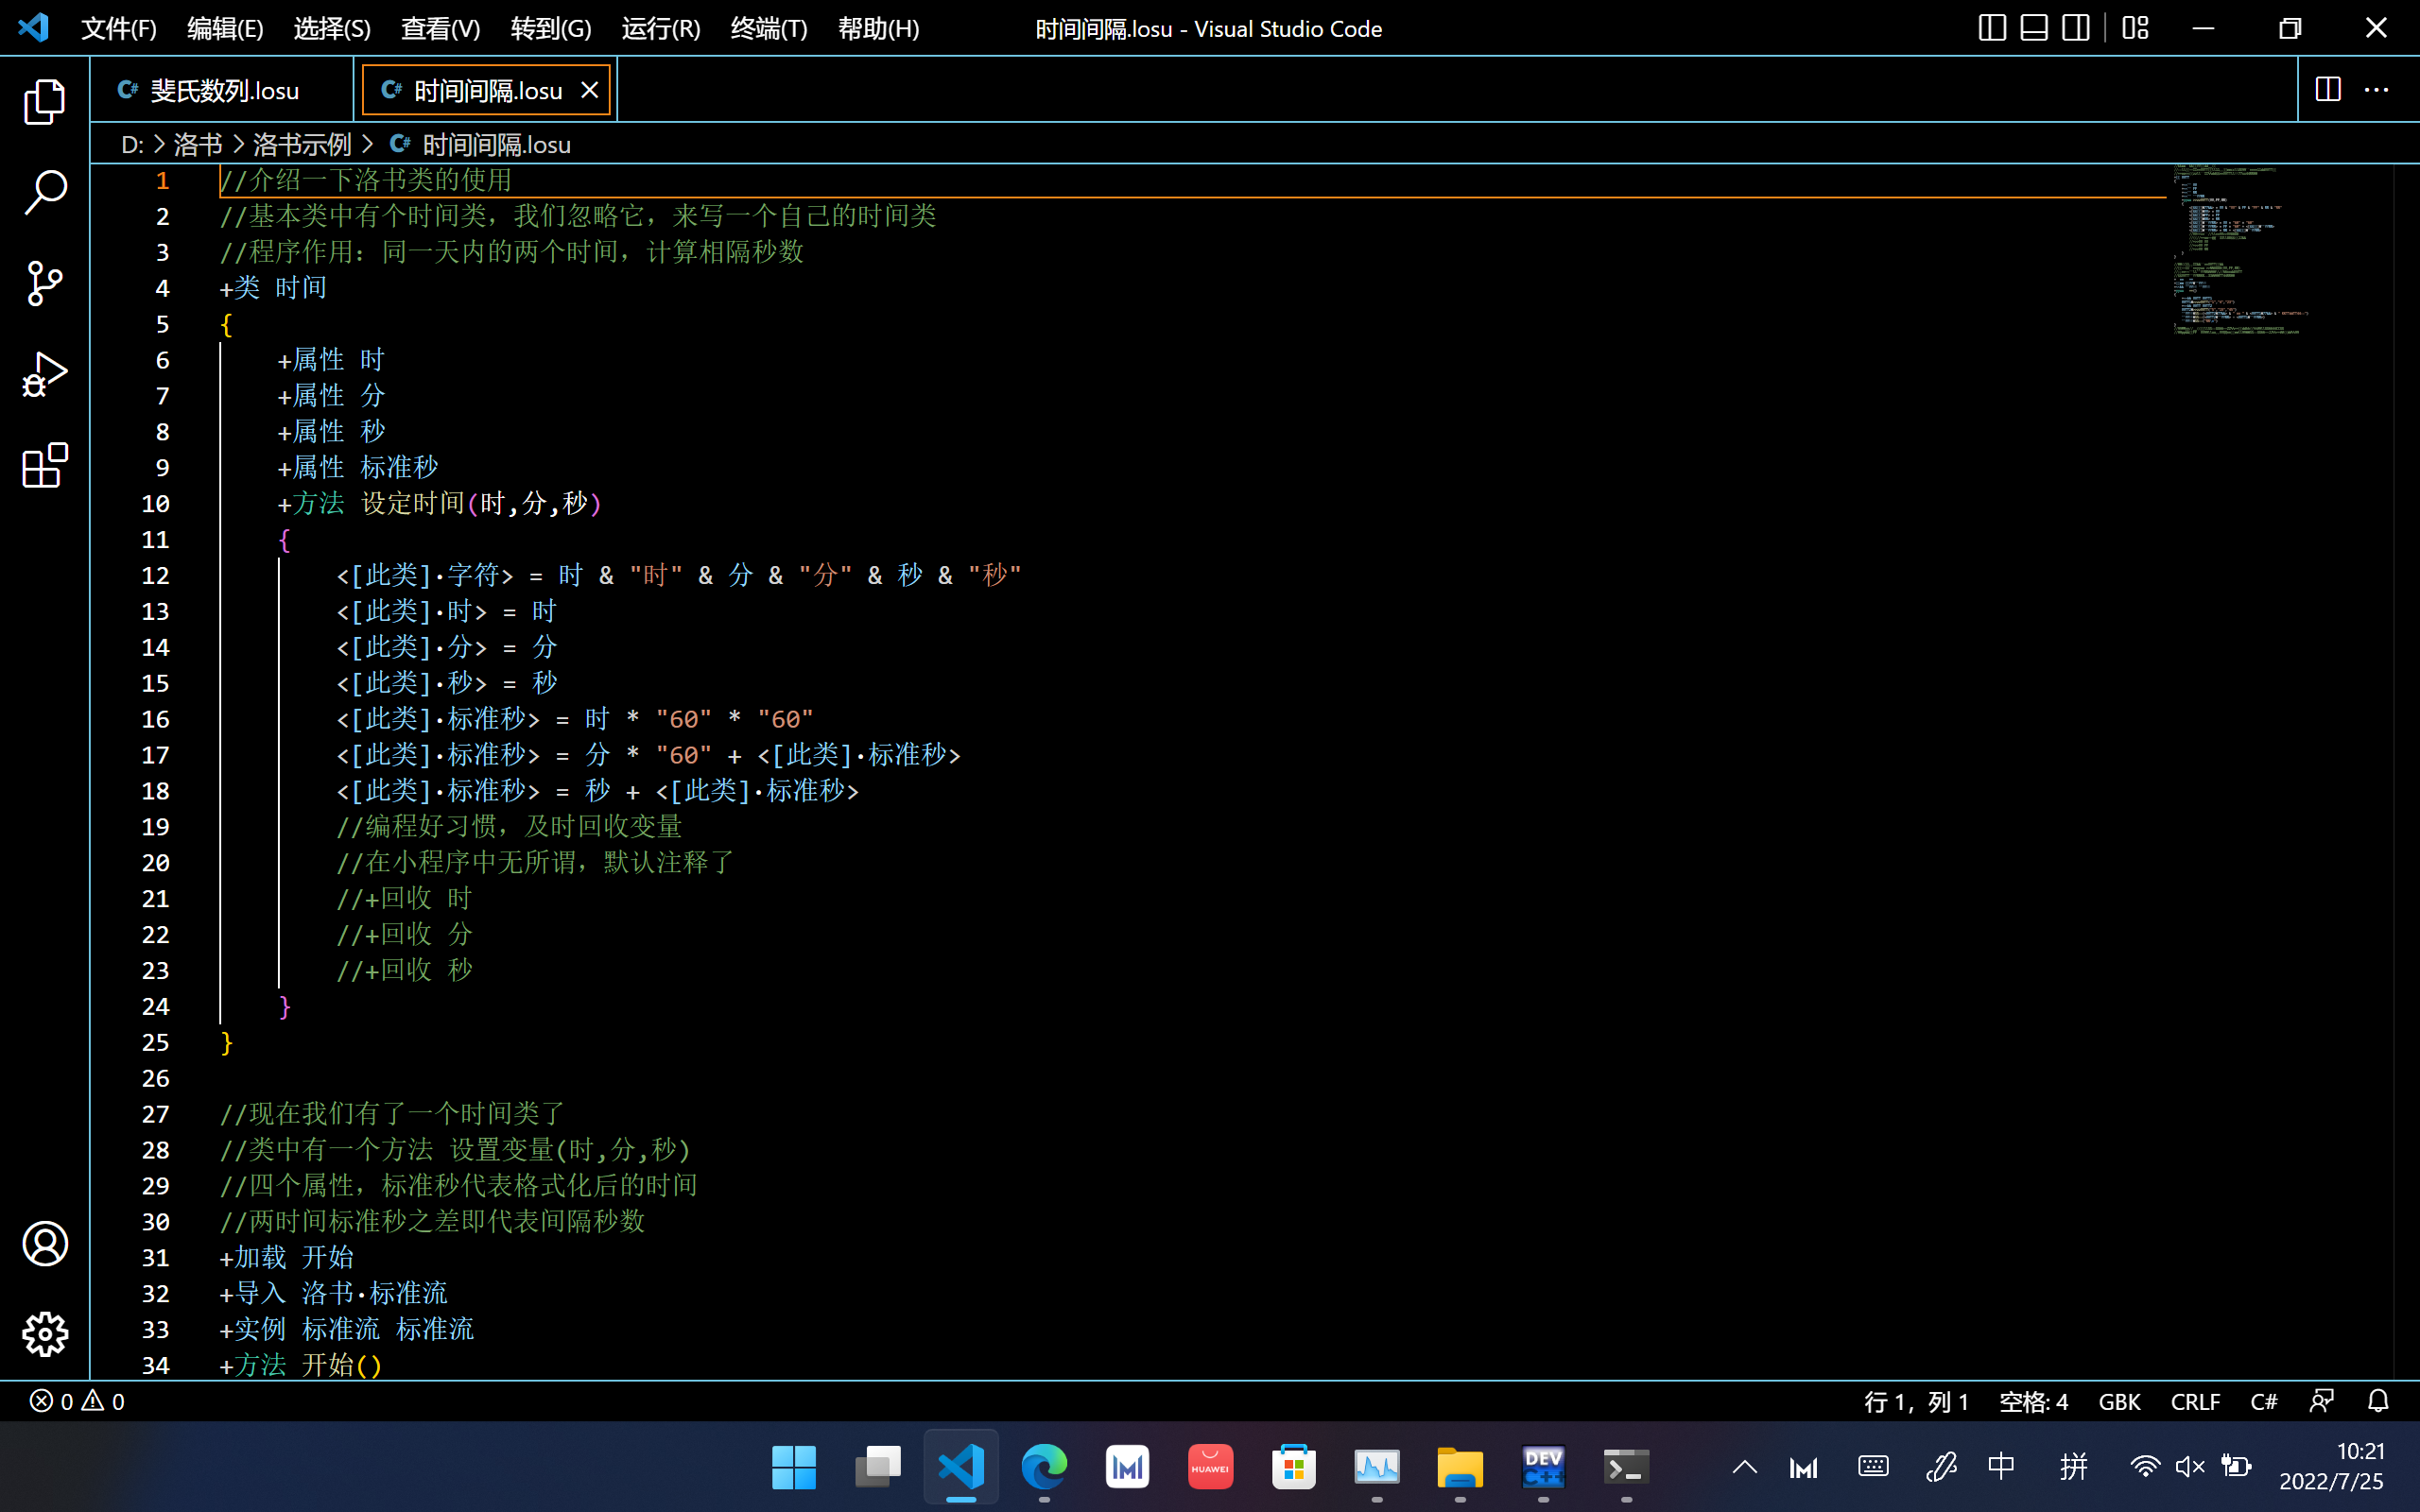 文件(F) 编辑(E) 选择(S) 查看(V) 转到(G) 运行(R) 终端(T) 帮助(H) 时间间隔.losu - Visual Studio Code
C# 斐氏数列.losu C# 时间间隔.losu
D: > 洛书 > 洛书示例 > C# 时间间隔.losu
1 //介绍一下洛书类的使用
2 //基本类中有个时间类，我们忽略它，来写一个自己的时间类
3 //程序作用：同一天内的两个时间，计算相隔秒数
4 +类 时间
5 {
6 +属性 时
7 +属性 分
8 +属性 秒
9 +属性 标准秒
10 +方法 设定时间(时,分,秒)
11 {
12 <[此类]·字符> = 时 & "时" & 分 & "分" & 秒 & "秒"
13 <[此类]·时> = 时
14 <[此类]·分> = 分
15 <[此类]·秒> = 秒
16 <[此类]·标准秒> = 时 * "60" * "60"
17 <[此类]·标准秒> = 分 * "60" + <[此类]·标准秒>
18 <[此类]·标准秒> = 秒 + <[此类]·标准秒>
19 //编程好习惯，及时回收变量
20 //在小程序中无所谓，默认注释了
21 //+回收 时
22 //+回收 分
23 //+回收 秒
24 }
25 }
26
27 //现在我们有了一个时间类了
28 //类中有一个方法 设置变量(时,分,秒)
29 //四个属性，标准秒代表格式化后的时间
30 //两时间标准秒之差即代表间隔秒数
31 +加载 开始
32 +导入 洛书·标准流
33 +实例 标准流 标准流
34 +方法 开始()
0 0 行 1，列 1 空格: 4 GBK CRLF C#
HUAWEI DEV C++ 中 拼 10:21
2022/7/25